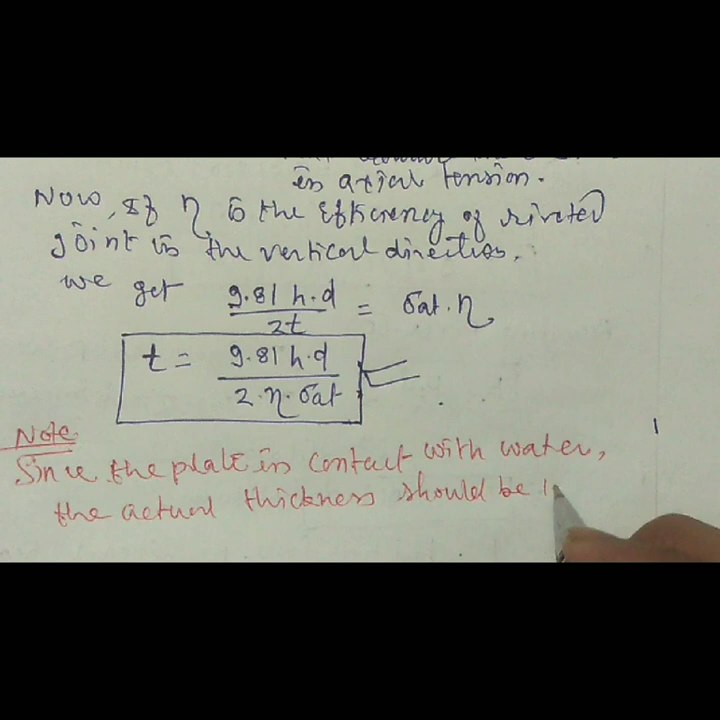 in axial tension.
Now, if η is the efficiency of riveted
joint in the vertical direction,
we get 9.81 h.d / 2t = σat.η
t = 9.81 h.d / 2.η.σat
Note
Since the plate in contact with water,
the actual thickness should be